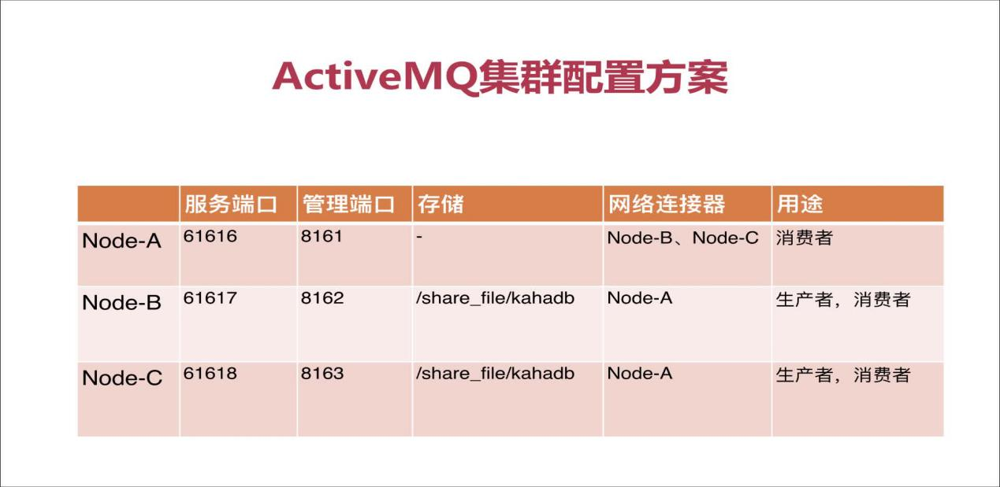 ActiveMQ集群配置方案
服务端口 管理端口 存储 网络连接器 用途
Node-A 61616 8161 - Node-B、Node-C 消费者
Node-B 61617 8162 /share_file/kahadb Node-A 生产者，消费者
Node-C 61618 8163 /share_file/kahadb Node-A 生产者，消费者